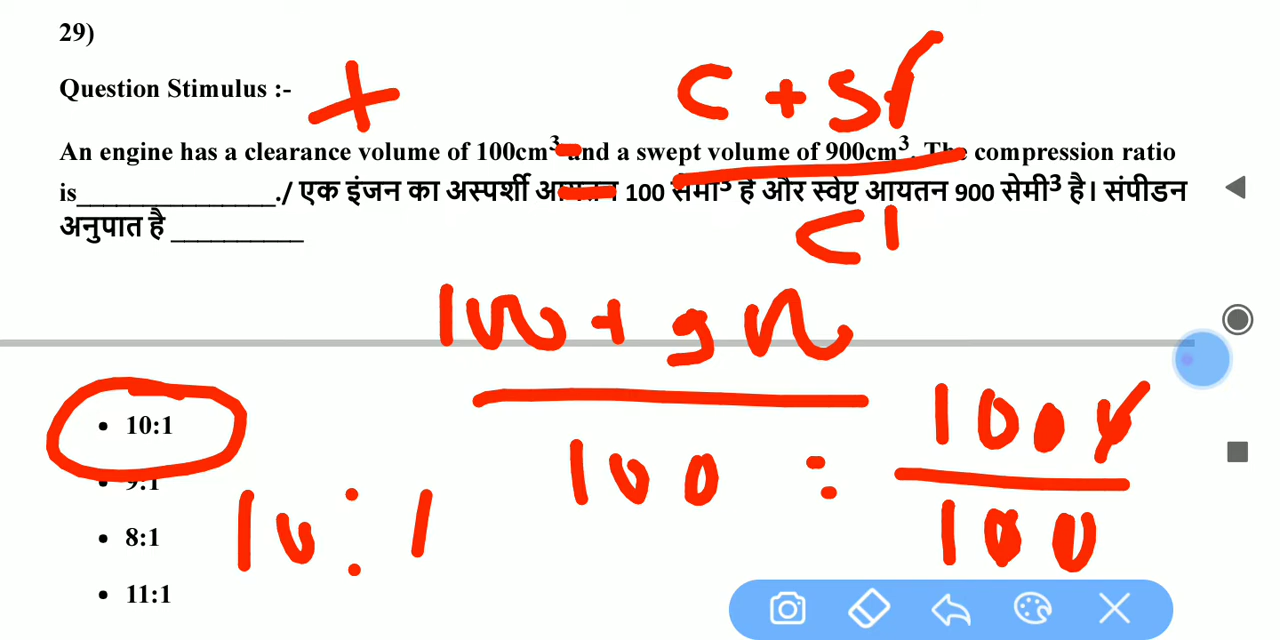 29)
Question Stimulus :-
C + S
An engine has a clearance volume of 100cm³ and a swept volume of 900cm³. The compression ratio
is_______________./ एक इंजन का अस्पर्शी आयतन 100 सेमी³ है और स्वेप्ट आयतन 900 सेमी³ है। संपीडन
अनुपात है __________
Cl
100 + 900
100 = 1000
100
• 10:1
• 9:1
10 : 1
• 8:1
• 11:1